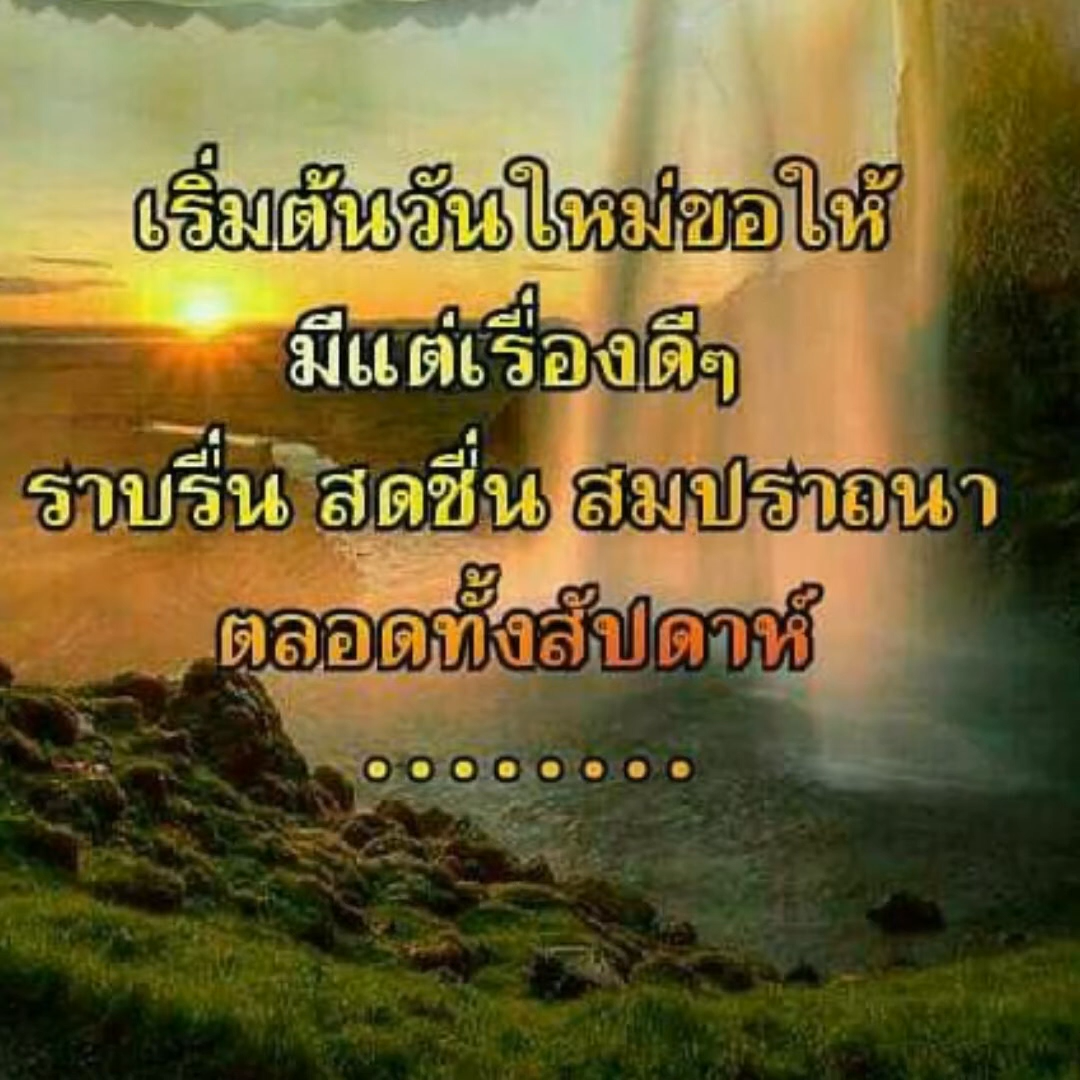 เริ่มต้นวันใหม่ขอให้
มีแต่เรื่องดีๆ
ราบรื่น สดชื่น สมปราถนา
ตลอดทั้งสัปดาห์
........